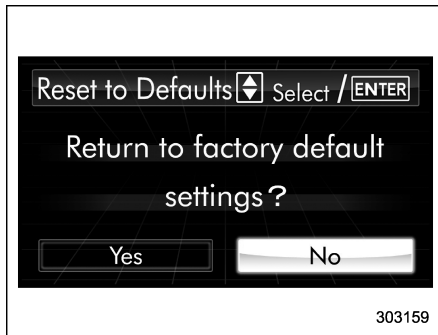 Reset to Defaults Select / ENTER
Return to factory default
settings?
Yes No
303159